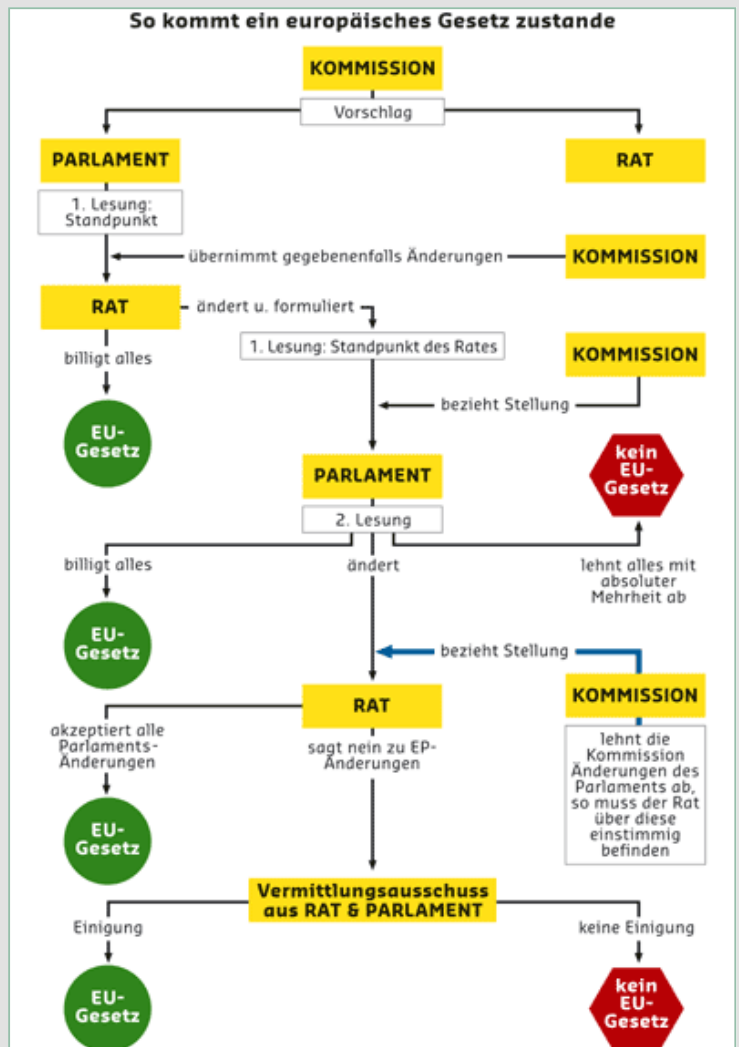 So kommt ein europäisches Gesetz zustande
KOMMISSION
Vorschlag
PARLAMENT
RAT
1. Lesung:
Standpunkt
übernimmt gegebenenfalls Änderungen
KOMMISSION
RAT
ändert u. formuliert
billigt alles
1. Lesung: Standpunkt des Rates
KOMMISSION
bezieht Stellung
EU-
Gesetz
PARLAMENT
kein
EU-
Gesetz
2. Lesung
billigt alles
ändert
lehnt alles mit
absoluter
Mehrheit ab
EU-
Gesetz
bezieht Stellung
KOMMISSION
RAT
akzeptiert alle
Parlaments-
Änderungen
sagt nein zu EP-
Änderungen
lehnt die
Kommission
Änderungen des
Parlaments ab,
so muss der Rat
über diese
einstimmig
befinden
EU-
Gesetz
Vermittlungsausschuss
aus RAT & PARLAMENT
Einigung
keine Einigung
EU-
Gesetz
kein
EU-
Gesetz